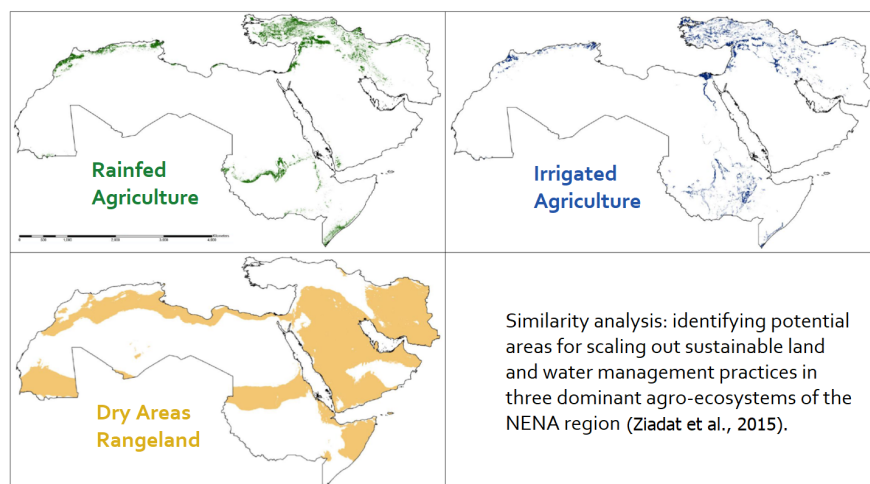 Rainfed
Agriculture
Irrigated
Agriculture
Dry Areas
Rangeland
Similarity analysis: identifying potential
areas for scaling out sustainable land
and water management practices in
three dominant agro-ecosystems of the
NENA region (Ziadat et al., 2015).